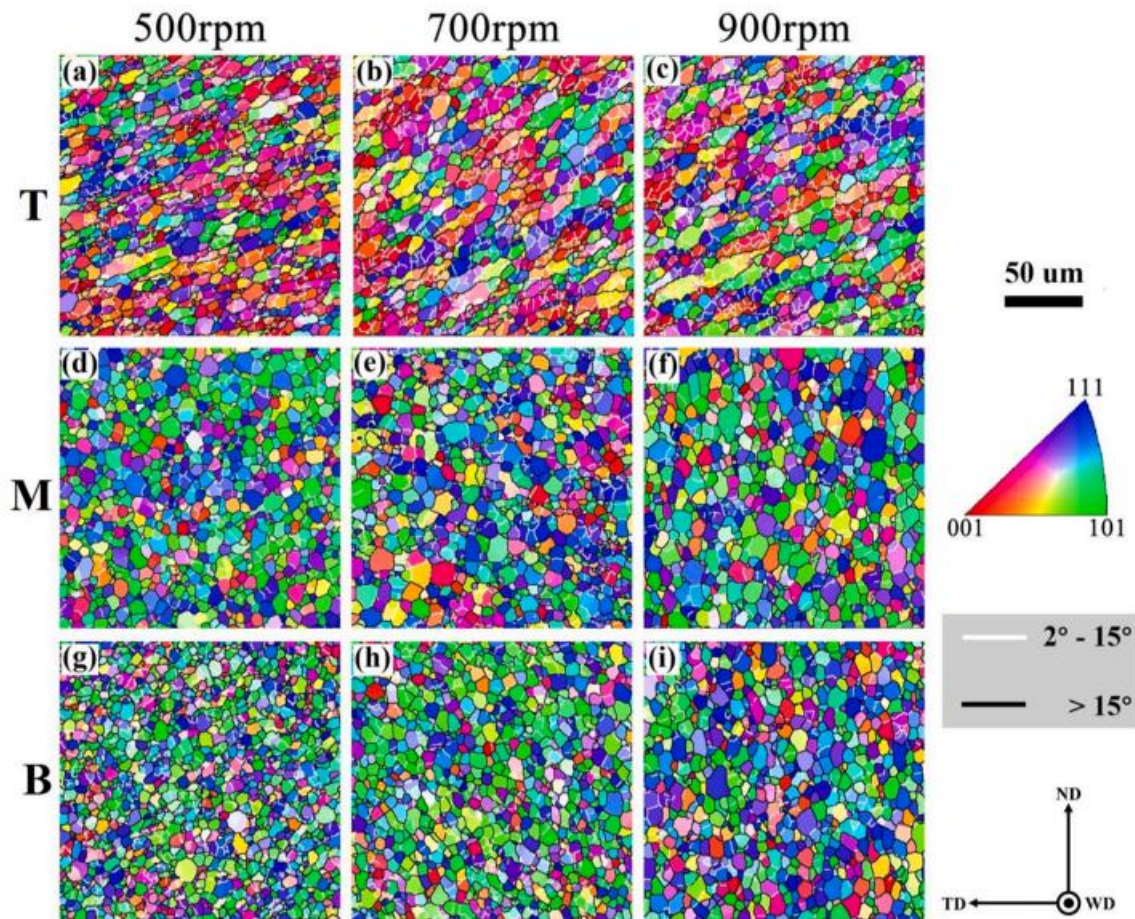 500rpm
700rpm
900rpm
(a)
(b)
(c)
T
50 um
(d)
(e)
(f)
M
111
001
101
(g)
(h)
(i)
B
2° - 15°
> 15°
ND
TD
WD